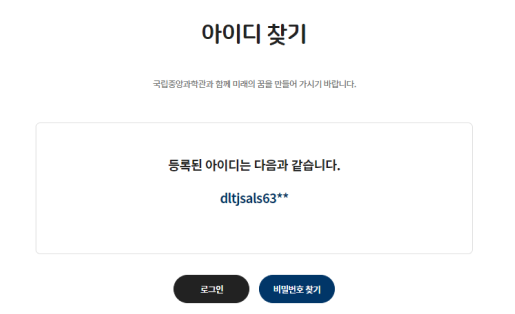 아이디 찾기
국립중앙과학관과 함께 미래의 꿈을 만들어 가시기 바랍니다.
등록된 아이디는 다음과 같습니다.
dltjsals63**
로그인
비밀번호 찾기